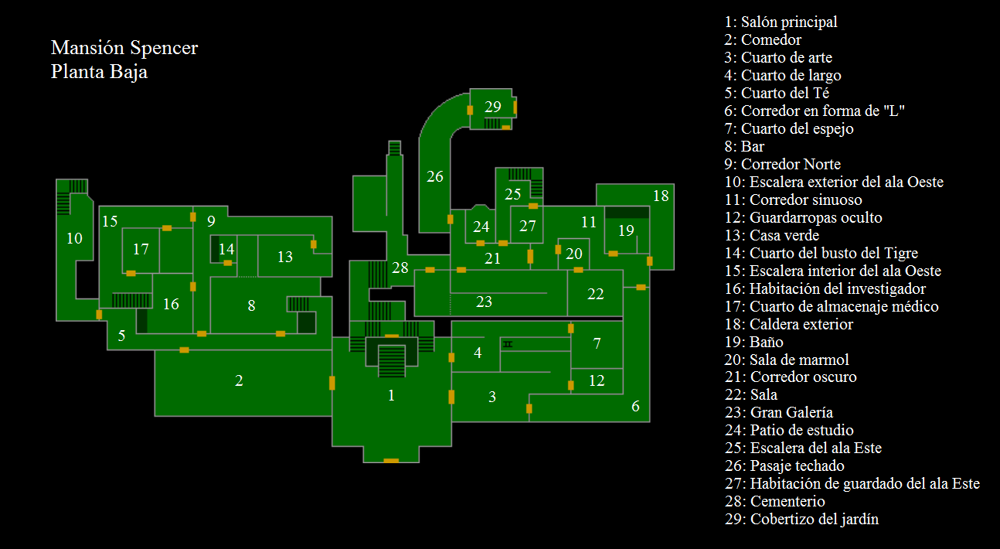 Mansión Spencer
Planta Baja
1: Salón principal
2: Comedor
3: Cuarto de arte
4: Cuarto de largo
5: Cuarto del Té
6: Corredor en forma de "L"
7: Cuarto del espejo
8: Bar
9: Corredor Norte
10: Escalera exterior del ala Oeste
11: Corredor sinuoso
12: Guardarropas oculto
13: Casa verde
14: Cuarto del busto del Tigre
15: Escalera interior del ala Oeste
16: Habitación del investigador
17: Cuarto de almacenaje médico
18: Caldera exterior
19: Baño
20: Sala de marmol
21: Corredor oscuro
22: Sala
23: Gran Galería
24: Patio de estudio
25: Escalera del ala Este
26: Pasaje techado
27: Habitación de guardado del ala Este
28: Cementerio
29: Cobertizo del jardín
29
26
25
18
15
9
24
27
11
19
10
17
14
13
21
20
28
16
8
23
22
5
4
7
2
1
3
12
6